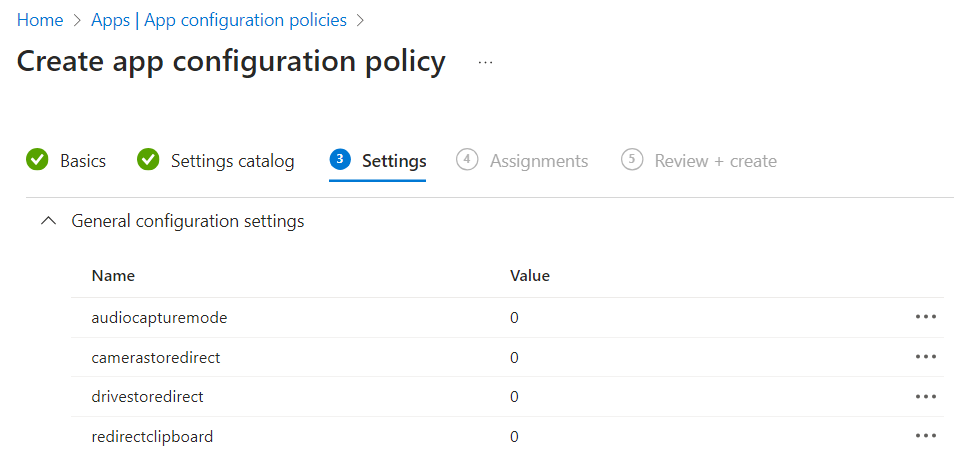 Home > Apps | App configuration policies >
Create app configuration policy ...
Basics Settings catalog 3 Settings 4 Assignments 5 Review + create
General configuration settings
Name Value
audiocapturemode 0 ...
camerastoredirect 0 ...
drivestoredirect 0 ...
redirectclipboard 0 ...